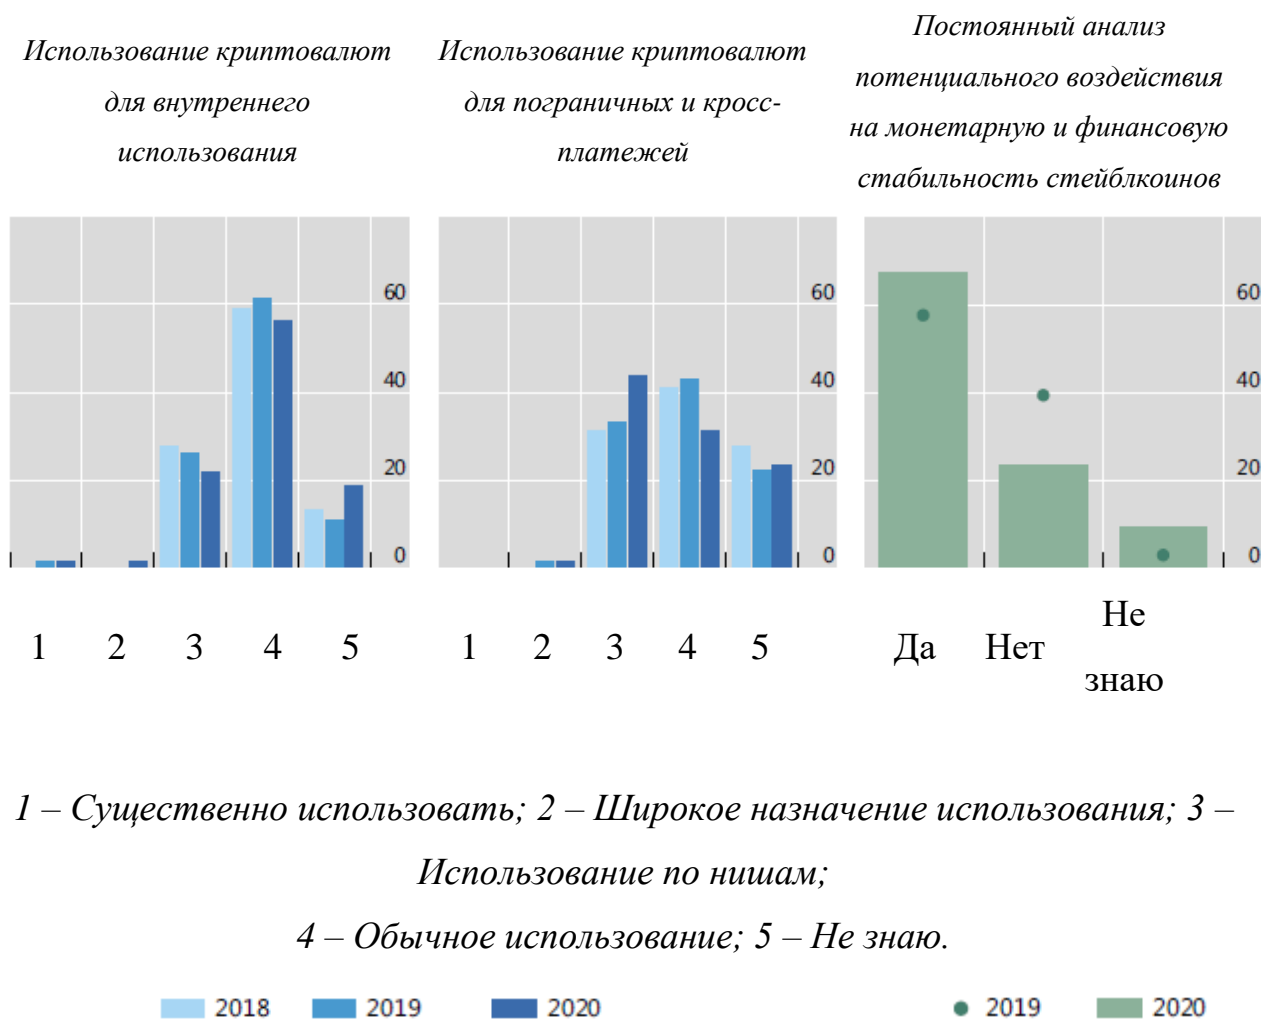 Использование криптовалют
для внутреннего
использования
Использование криптовалют
для пограничных и кросс-
платежей
Постоянный анализ
потенциального воздействия
на монетарную и финансовую
стабильность стейблкоинов
60
40
20
0
60
40
20
0
60
40
20
0
1 2 3 4 5
1 2 3 4 5
Да Нет Не
знаю
1 – Существенно использовать; 2 – Широкое назначение использования; 3 –
Использование по нишам;
4 – Обычное использование; 5 – Не знаю.
2018 2019 2020
2019 2020